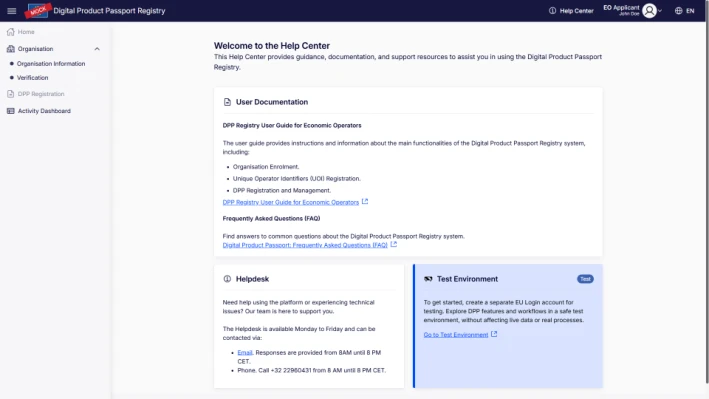 MOCK
Digital Product Passport Registry
Help Center
EO Applicant
John Doe
EN
Home
Organisation
Organisation Information
Verification
DPP Registration
Activity Dashboard
Welcome to the Help Center
This Help Center provides guidance, documentation, and support resources to assist you in using the Digital Product Passport
Registry.
User Documentation
DPP Registry User Guide for Economic Operators
The user guide provides instructions and information about the main functionalities of the Digital Product Passport Registry system,
including:
• Organisation Enrolment.
• Unique Operator Identifiers (UOI) Registration.
• DPP Registration and Management.
DPP Registry User Guide for Economic Operators
Frequently Asked Questions (FAQ)
Find answers to common questions about the Digital Product Passport Registry system.
Digital Product Passport: Frequently Asked Questions (FAQ)
Helpdesk
Need help using the platform or experiencing technical
issues? Our team is here to support you.
The Helpdesk is available Monday to Friday and can be
contacted via:
• Email. Responses are provided from 8AM until 8 PM
CET.
• Phone. Call +32 22960431 from 8 AM until 8 PM CET.
Test Environment
Test
To get started, create a separate EU Login account for
testing. Explore DPP features and workflows in a safe test
environment, without affecting live data or real processes.
Go to Test Environment